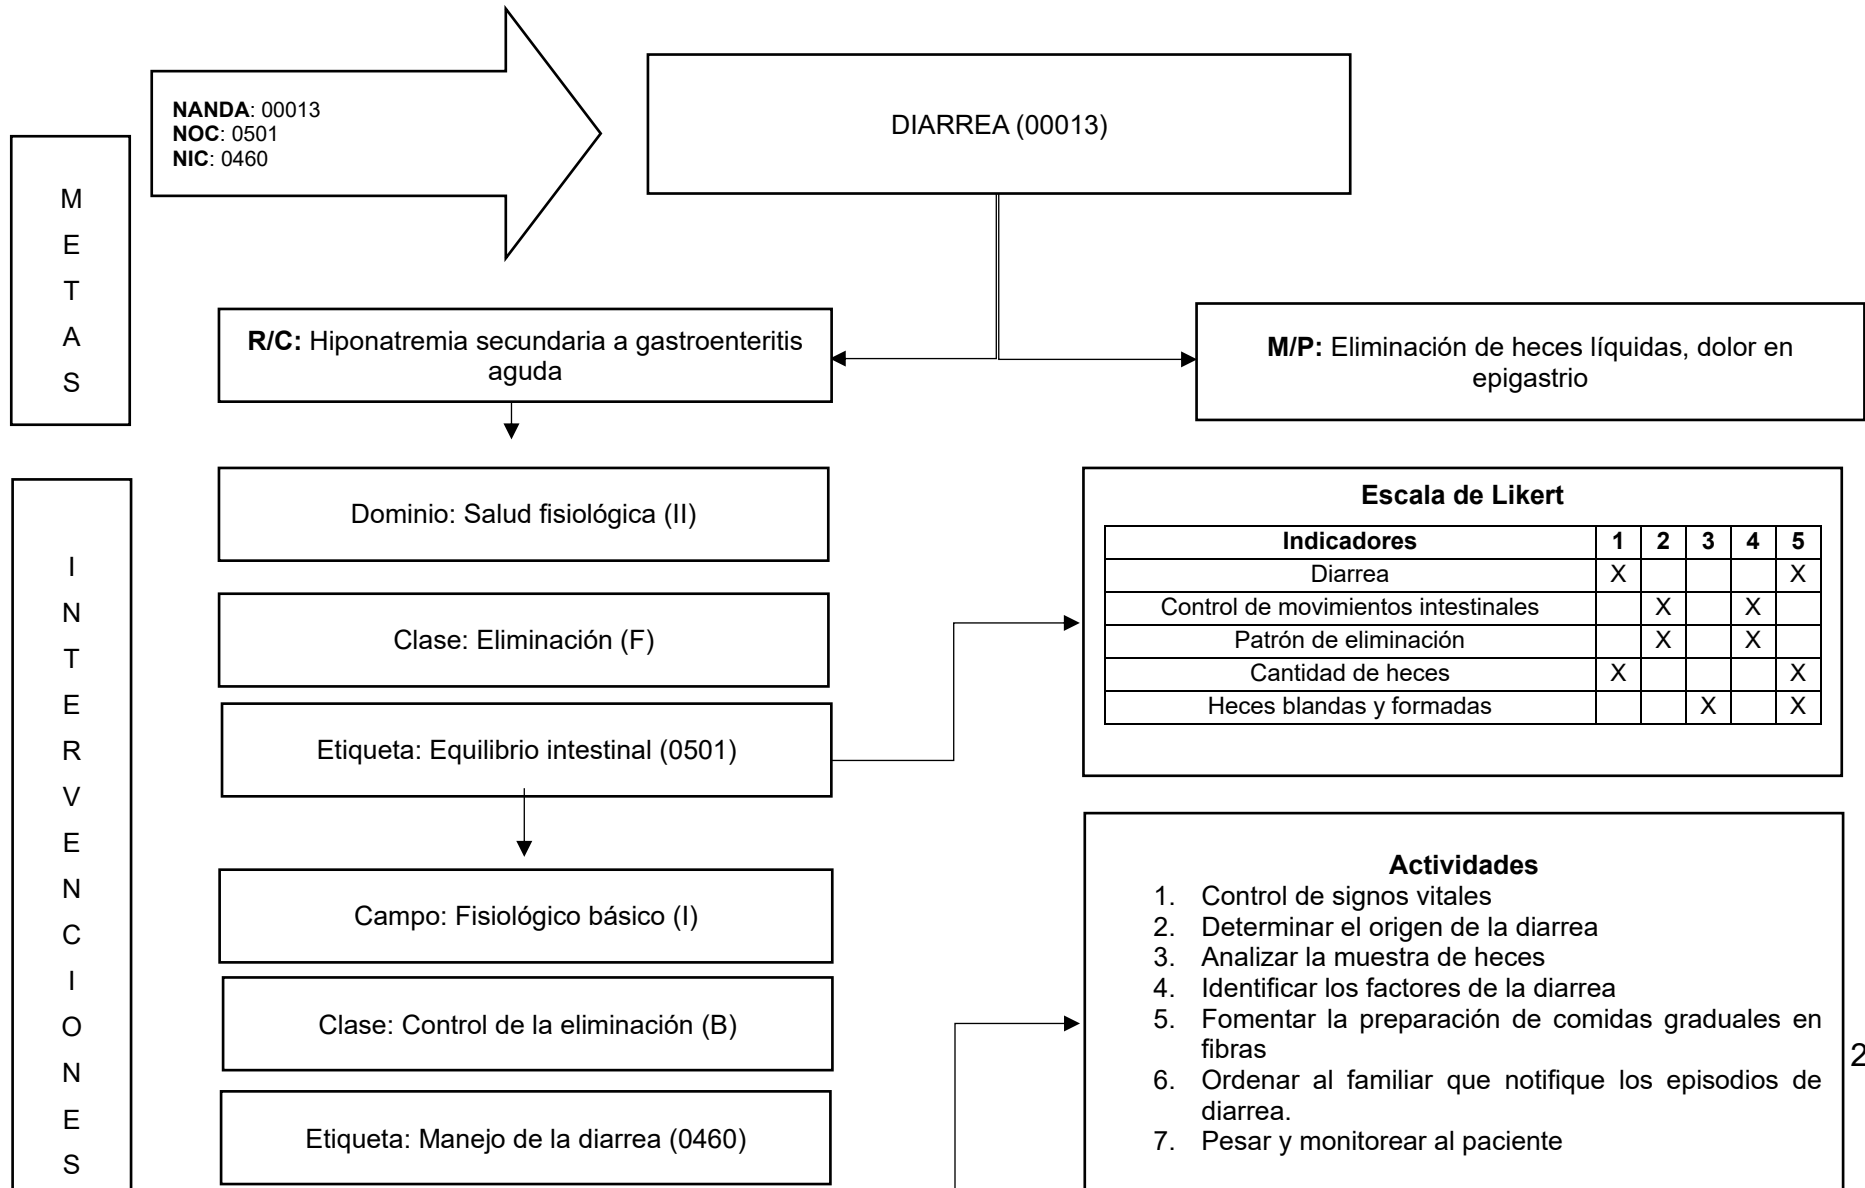 NANDA: 00013
NOC: 0501
NIC: 0460
DIARREA (00013)
M
E
T
A
S
R/C: Hiponatremia secundaria a gastroenteritis
aguda
M/P: Eliminación de heces líquidas, dolor en
epigastrio
I
N
T
E
R
V
E
N
C
I
O
N
E
S
Dominio: Salud fisiológica (II)
Clase: Eliminación (F)
Etiqueta: Equilibrio intestinal (0501)
Escala de Likert
Indicadores 1 2 3 4 5
Diarrea X X
Control de movimientos intestinales X X
Patrón de eliminación X X
Cantidad de heces X X
Heces blandas y formadas X X
Campo: Fisiológico básico (I)
Clase: Control de la eliminación (B)
Etiqueta: Manejo de la diarrea (0460)
Actividades
1. Control de signos vitales
2. Determinar el origen de la diarrea
3. Analizar la muestra de heces
4. Identificar los factores de la diarrea
5. Fomentar la preparación de comidas graduales en
fibras
6. Ordenar al familiar que notifique los episodios de
diarrea.
7. Pesar y monitorear al paciente
2